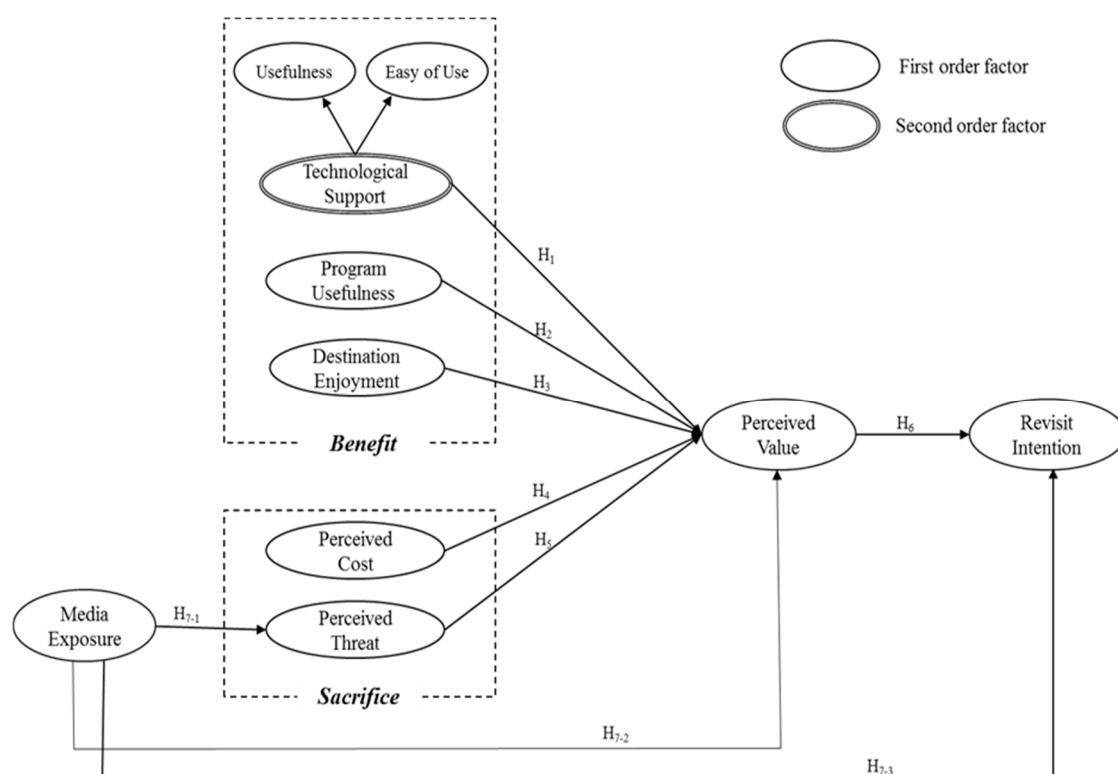 Usefulness
Easy of Use
First order factor
Second order factor
Technological
Support
H₁
Program
Usefulness
H₂
Destination
Enjoyment
H₃
Benefit
Perceived
Value
H₆
Revisit
Intention
H₄
Perceived
Cost
H₅
Media
Exposure
H₇₋₁
Perceived
Threat
Sacrifice
H₇₋₂
H₇₋₃